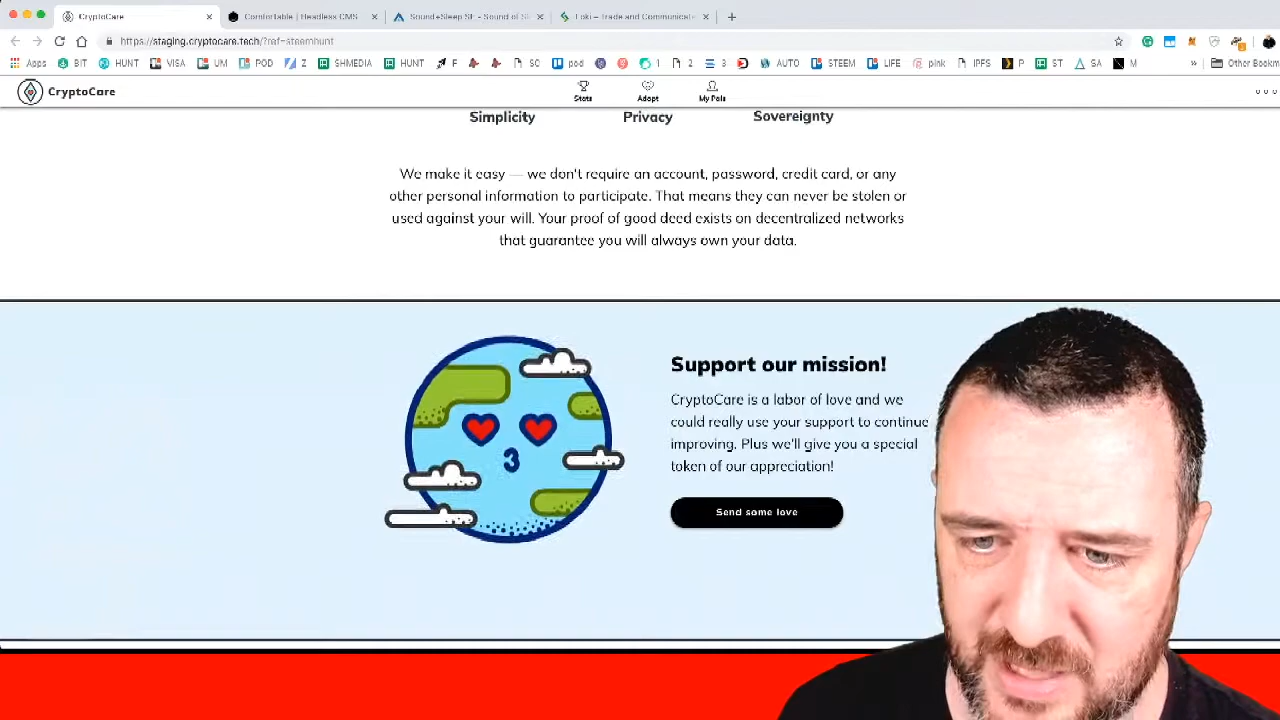 CryptoCare
Comfortable | Headless CMS
Sound+Sleep SE - Sound of Sl
Loki – Trade and Communicat
https://staging.cryptocare.tech/?ref=steemhunt
Apps BIT HUNT VISA UM POD Z SHMEDIA HUNT F SC pod 1 2 3 AUTO STEEM LIFE pink IPFS P ST SA M » Other Bookm
CryptoCare
Stats Adopt My Pals
Simplicity Privacy Sovereignty
We make it easy — we don't require an account, password, credit card, or any
other personal information to participate. That means they can never be stolen or
used against your will. Your proof of good deed exists on decentralized networks
that guarantee you will always own your data.
Support our mission!
CryptoCare is a labor of love and we
could really use your support to continue
improving. Plus we'll give you a special
token of our appreciation!
Send some love